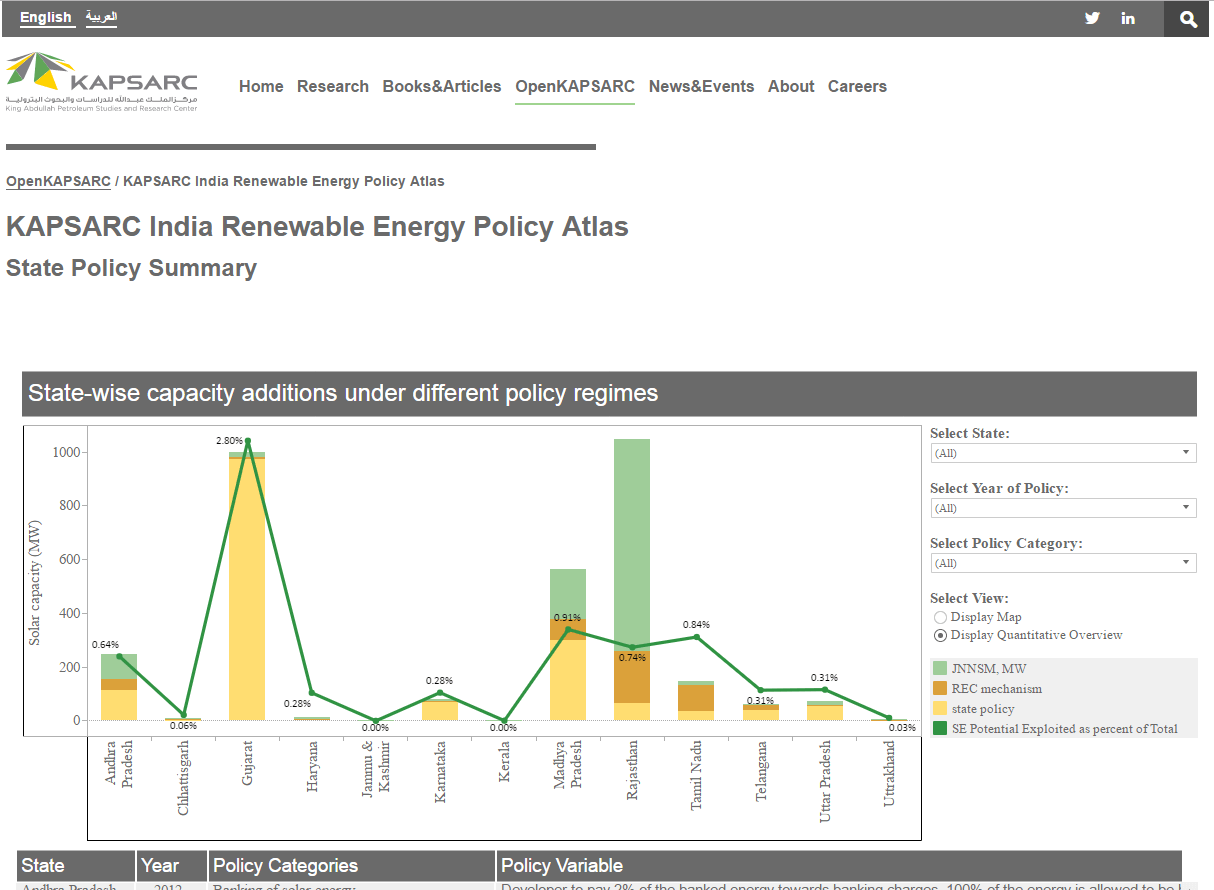 English العربية
KAPSARC
مركز الملك عبدالله للدراسات والبحوث البترولية
King Abdullah Petroleum Studies and Research Center
Home Research Books&Articles OpenKAPSARC News&Events About Careers
OpenKAPSARC / KAPSARC India Renewable Energy Policy Atlas
KAPSARC India Renewable Energy Policy Atlas
State Policy Summary
State-wise capacity additions under different policy regimes
Solar capacity (MW)
1000
800
600
400
200
0
0.64%
0.06%
2.80%
0.28%
0.00%
0.28%
0.00%
0.91%
0.74%
0.84%
0.31%
0.31%
0.03%
Andhra
Pradesh
Chhattisgarh
Gujarat
Haryana
Jammu &
Kashmir
Karnataka
Kerala
Madhya
Pradesh
Rajasthan
Tamil Nadu
Telangana
Uttar Pradesh
Uttrakhand
Select State:
(All)
Select Year of Policy:
(All)
Select Policy Category:
(All)
Select View:
Display Map
Display Quantitative Overview
JNNSM, MW
REC mechanism
state policy
SE Potential Exploited as percent of Total
State Year Policy Categories Policy Variable
Andhra Pradesh 2012 Banking of solar energy Developer to pay 2% of the banked energy towards banking charges. 100% of the energy is allowed to be